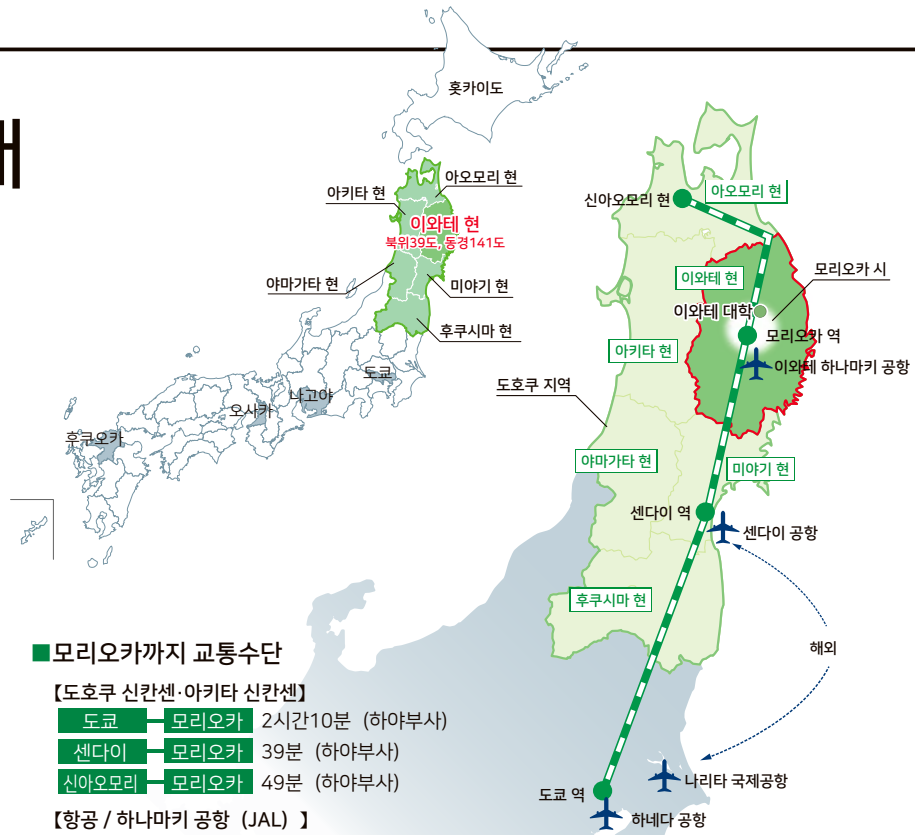 홋카이도
아오모리 현
아키타 현
이와테 현
북위39도, 동경141도
야마가타 현
미야기 현
후쿠시마 현
도쿄
나고야
오사카
후쿠오카
신아오모리 현
아오모리 현
이와테 현
모리오카 시
이와테 대학
모리오카 역
아키타 현
이와테 하나마키 공항
도호쿠 지역
야마가타 현
미야기 현
센다이 역
센다이 공항
후쿠시마 현
해외
나리타 국제공항
도쿄 역
하네다 공항
■모리오카까지 교통수단
【도호쿠 신칸센·아키타 신칸센】
도쿄 모리오카 2시간10분 (하야부사)
센다이 모리오카 39분 (하야부사)
신아오모리 모리오카 49분 (하야부사)
【항공 / 하나마키 공항 (JAL) 】